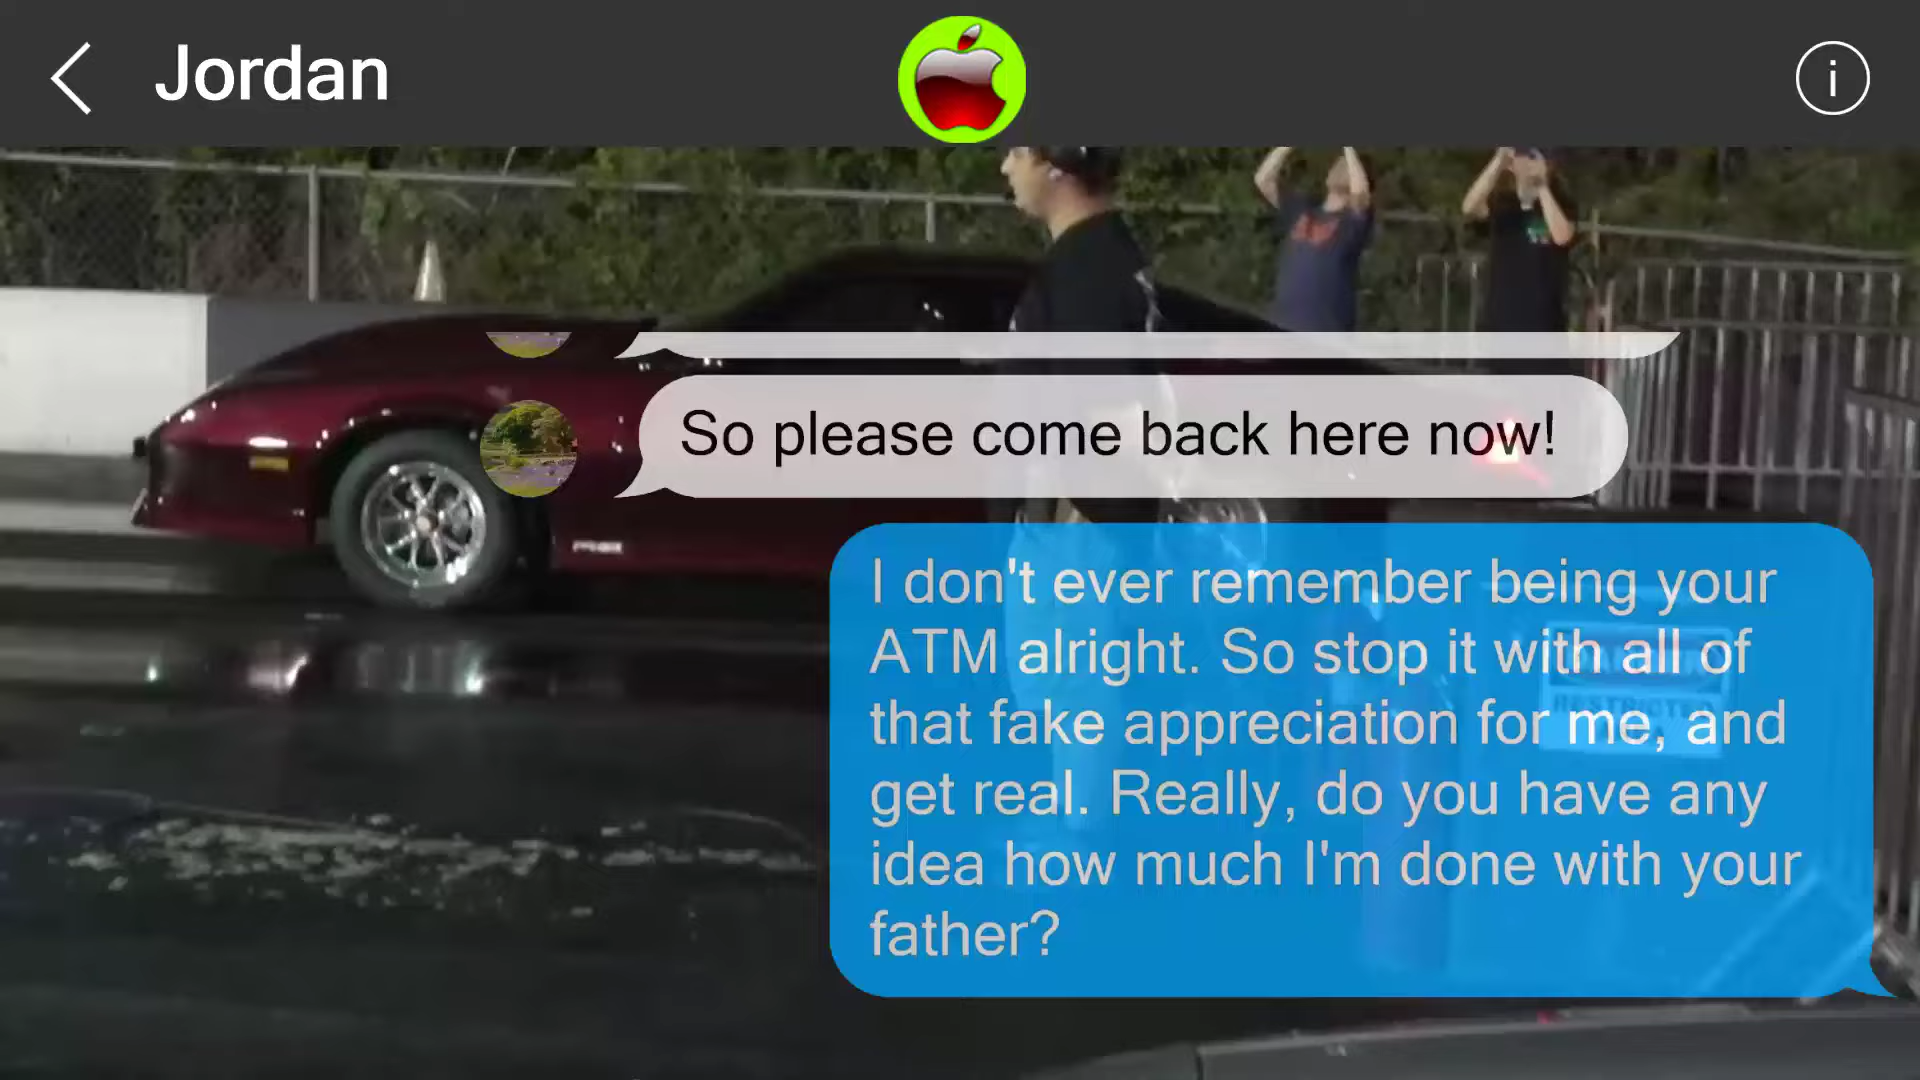 Jordan
So please come back here now!
I don't ever remember being your
ATM alright. So stop it with all of
that fake appreciation for me, and
get real. Really, do you have any
idea how much I'm done with your
father?
RESTRICTED